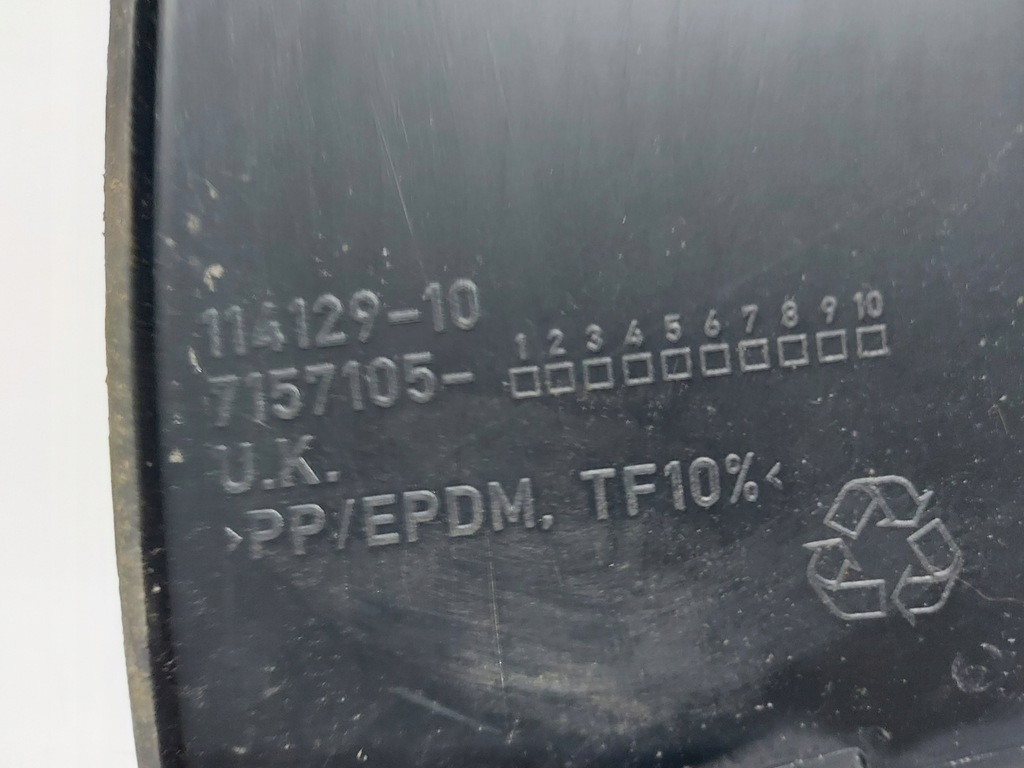 114129-10
7157105-
1 2 3 4 5 6 7 8 9 10
U.K.
>PP/EPDM, TF10%<